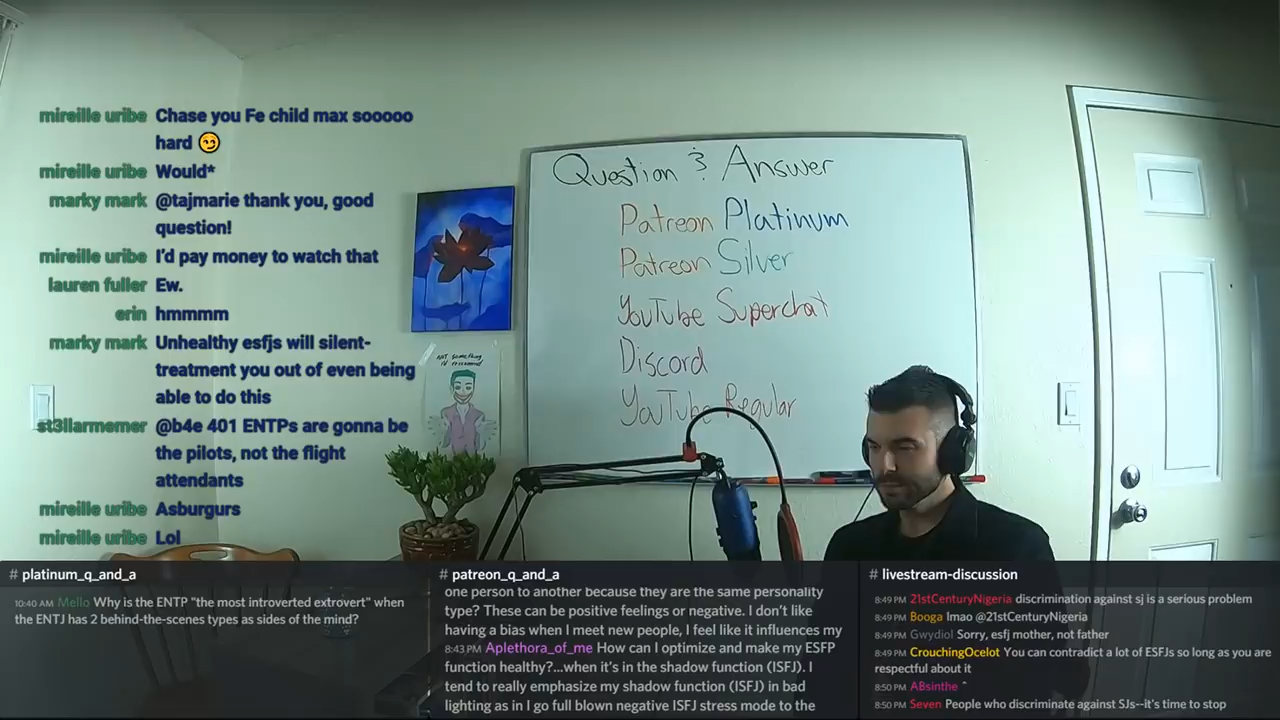 mireille uribe Chase you Fe child max sooooo
hard 😏
mireille uribe Would*
marky mark @tajmarie thank you, good
question!
mireille uribe I'd pay money to watch that
lauren fuller Ew.
erin hmmmm
marky mark Unhealthy esfjs will silent-
treatment you out of even being
able to do this
st3llarmemer @b4e 401 ENTPs are gonna be
the pilots, not the flight
attendants
mireille uribe Asburgurs
mireille uribe Lol
Question & Answer
Patreon Platinum
Patreon Silver
YouTube Superchat
Discord
YouTube Regular
NOT SOMETHING
# platinum_q_and_a
10:40 AM Mello Why is the ENTP "the most introverted extrovert" when
the ENTJ has 2 behind-the-scenes types as sides of the mind?
# patreon_q_and_a
one person to another because they are the same personality
type? These can be positive feelings or negative. I don't like
having a bias when I meet new people, I feel like it influences my
8:43 PM Aplethora_of_me How can I optimize and make my ESFP
function healthy?...when it's in the shadow function (ISFJ). I
tend to really emphasize my shadow function (ISFJ) in bad
lighting as in I go full blown negative ISFJ stress mode to the
# livestream-discussion
8:49 PM 21stCenturyNigeria discrimination against sj is a serious problem
8:49 PM Booga lmao @21stCenturyNigeria
8:49 PM Gwydiol Sorry, esfj mother, not father
8:49 PM CrouchingOcelot You can contradict a lot of ESFJs so long as you are
respectful about it
8:50 PM ABsinthe ^
8:50 PM Seven People who discriminate against SJs--it's time to stop